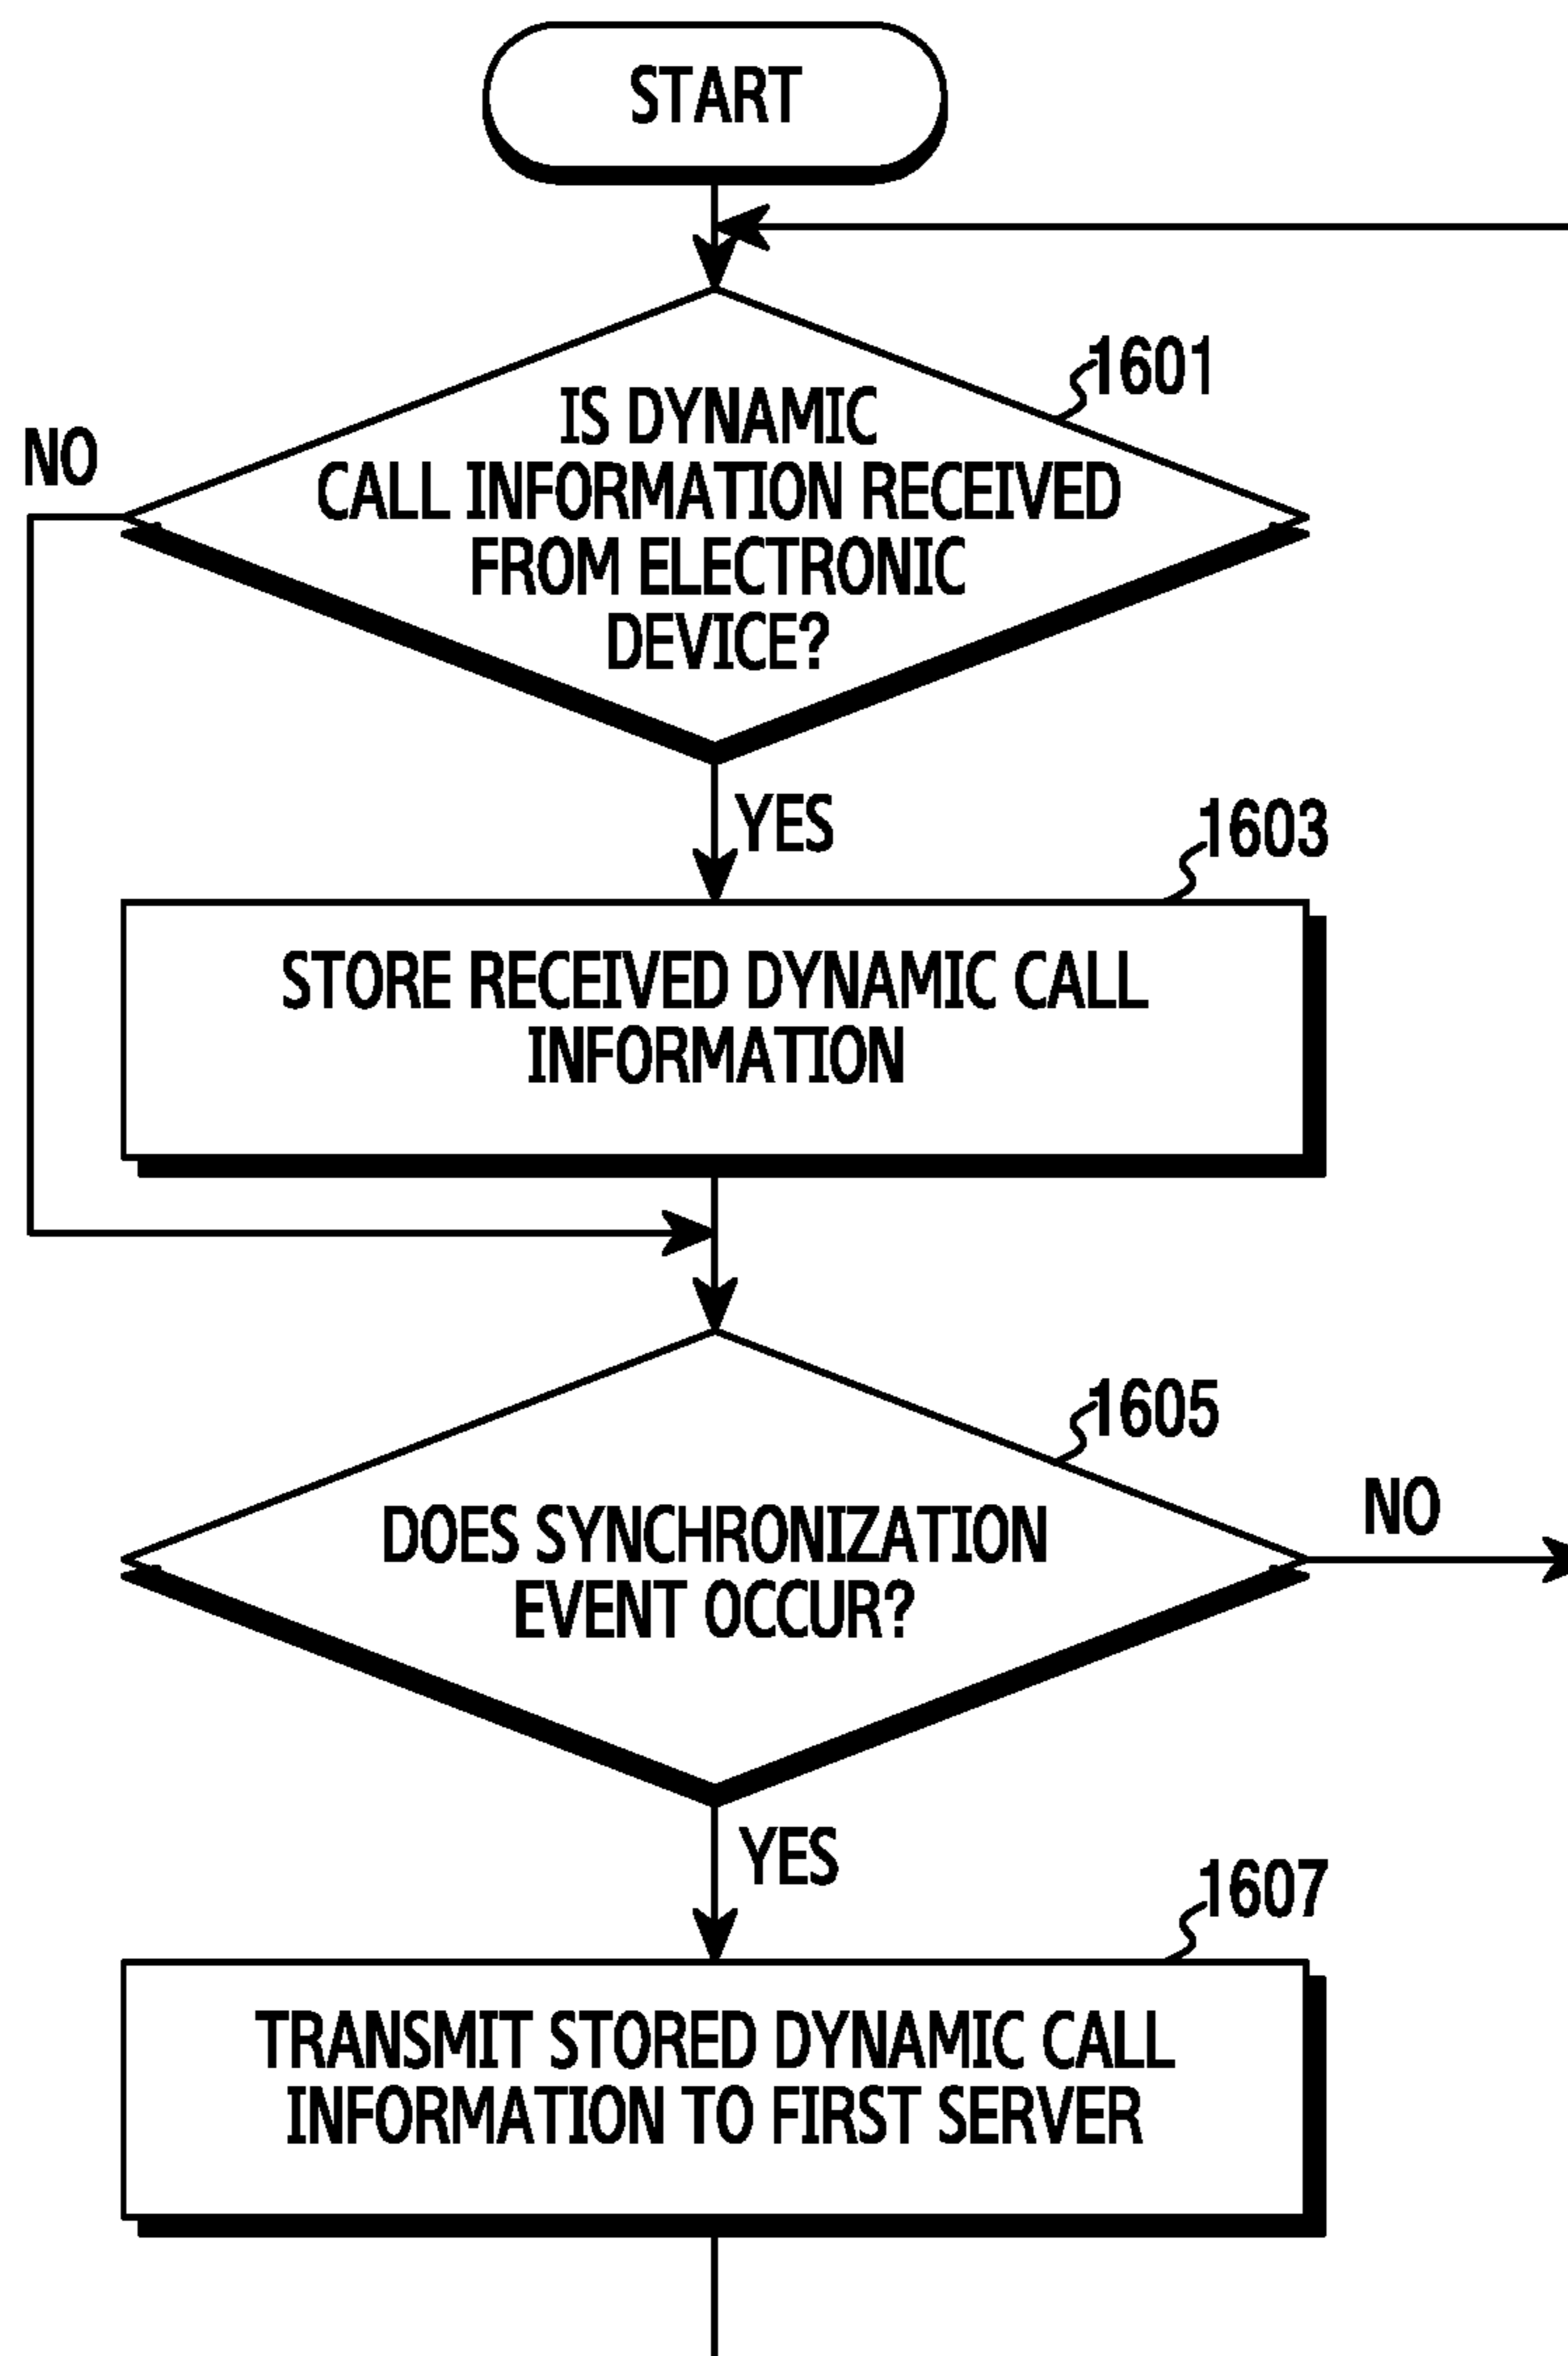 START
1601
IS DYNAMIC
CALL INFORMATION RECEIVED
FROM ELECTRONIC
DEVICE?
NO
YES
1603
STORE RECEIVED DYNAMIC CALL
INFORMATION
1605
DOES SYNCHRONIZATION
EVENT OCCUR?
NO
YES
1607
TRANSMIT STORED DYNAMIC CALL
INFORMATION TO FIRST SERVER